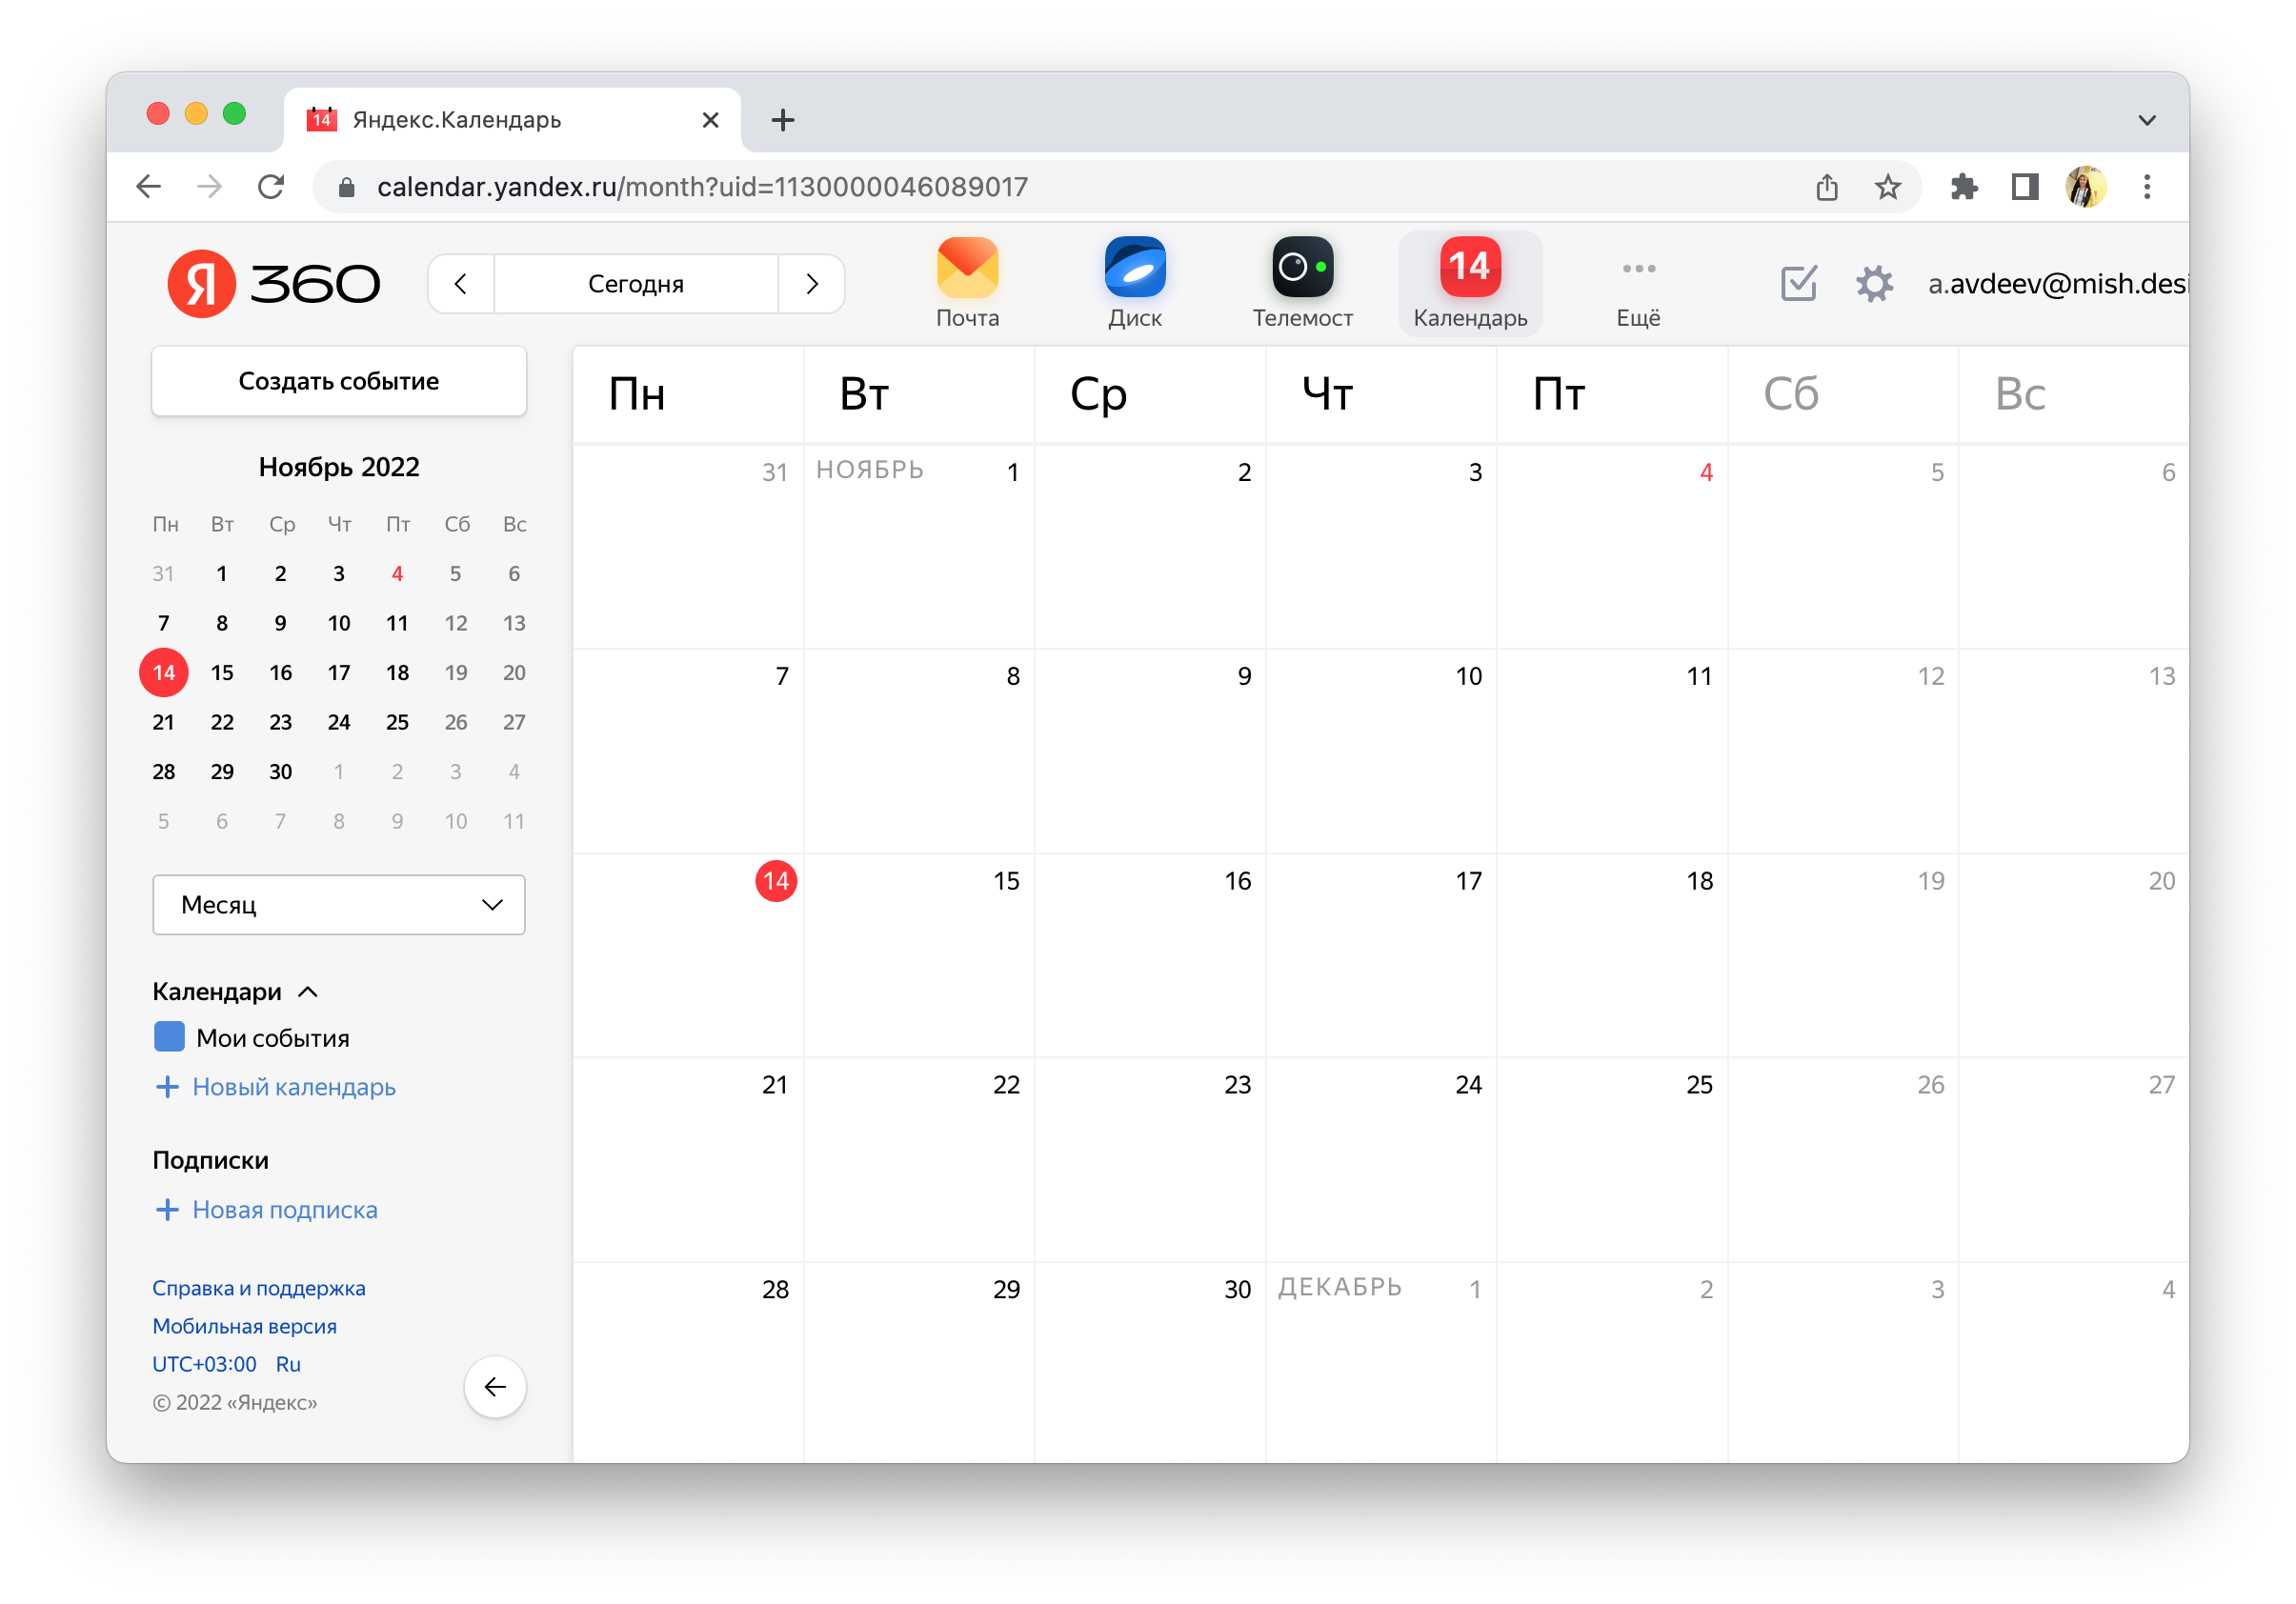 14 Яндекс.Календарь
calendar.yandex.ru/month?uid=1130000046089017
Я 360
Сегодня
Почта
Диск
Телемост
14
Календарь
Ещё
a.avdeev@mish.desi
Создать событие
Ноябрь 2022
Пн Вт Ср Чт Пт Сб Вс
31 1 2 3 4 5 6
7 8 9 10 11 12 13
14 15 16 17 18 19 20
21 22 23 24 25 26 27
28 29 30 1 2 3 4
5 6 7 8 9 10 11
Месяц
Календари
Мои события
+ Новый календарь
Подписки
+ Новая подписка
Справка и поддержка
Мобильная версия
UTC+03:00 Ru
© 2022 «Яндекс»
Пн Вт Ср Чт Пт Сб Вс
31 НОЯБРЬ 1 2 3 4 5 6
7 8 9 10 11 12 13
14 15 16 17 18 19 20
21 22 23 24 25 26 27
28 29 30 ДЕКАБРЬ 1 2 3 4